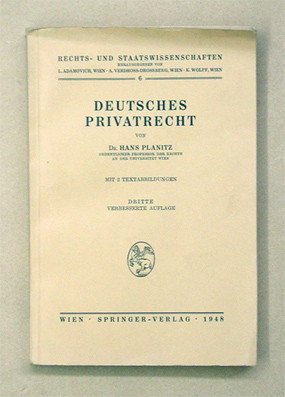 RECHTS- UND STAATSWISSENSCHAFTEN
HERAUSGEGEBEN VON
L. ADAMOVICH, WIEN · A. VERDROSS-DROSSBERG, WIEN · K. WOLFF, WIEN
6
DEUTSCHES
PRIVATRECHT
VON
DR. HANS PLANITZ
ORDENTLICHER PROFESSOR DER RECHTE
AN DER UNIVERSITÄT WIEN
MIT 2 TEXTABBILDUNGEN
DRITTE
VERBESSERTE AUFLAGE
WIEN · SPRINGER-VERLAG · 1948